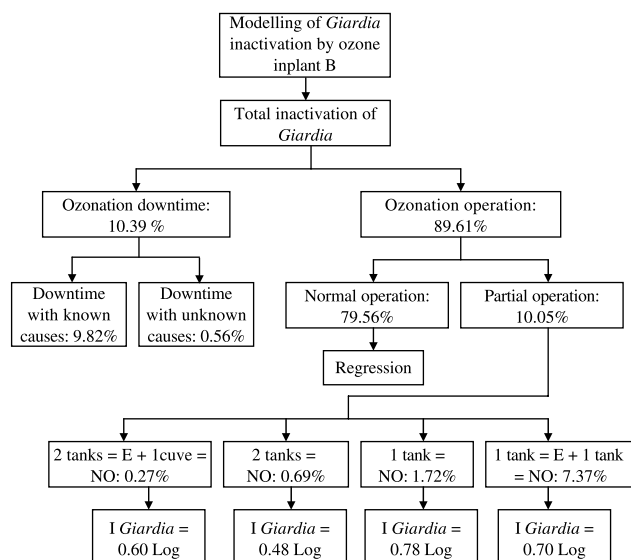 Modelling of Giardia
inactivation by ozone
inplant B
Total inactivation of
Giardia
Ozonation downtime:
10.39 %
Ozonation operation:
89.61%
Downtime
with known
causes: 9.82%
Downtime
with unknown
causes: 0.56%
Normal operation:
79.56%
Partial operation:
10.05%
Regression
2 tanks = E + 1cuve =
NO: 0.27%
2 tanks =
NO: 0.69%
1 tank =
NO: 1.72%
1 tank = E + 1 tank
= NO: 7.37%
I Giardia =
0.60 Log
I Giardia =
0.48 Log
I Giardia =
0.78 Log
I Giardia =
0.70 Log